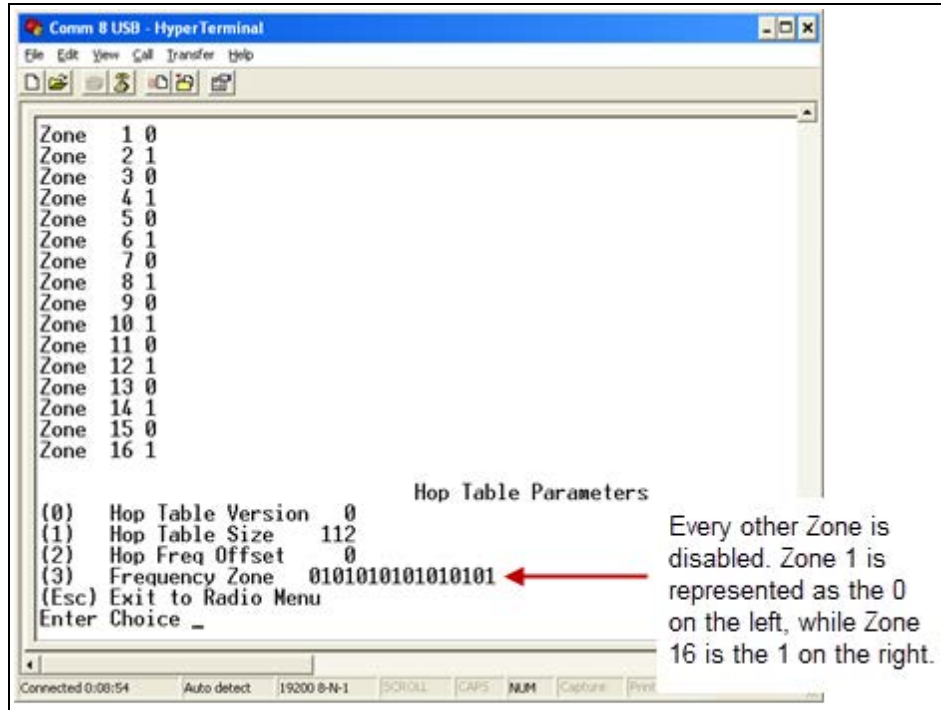 Comm 8 USB - HyperTerminal
File Edit View Call Transfer Help
Zone 1 0
Zone 2 1
Zone 3 0
Zone 4 1
Zone 5 0
Zone 6 1
Zone 7 0
Zone 8 1
Zone 9 0
Zone 10 1
Zone 11 0
Zone 12 1
Zone 13 0
Zone 14 1
Zone 15 0
Zone 16 1
Hop Table Parameters
(0) Hop Table Version 0
(1) Hop Table Size 112
(2) Hop Freq Offset 0
(3) Frequency Zone 0101010101010101
(Esc) Exit to Radio Menu
Enter Choice _
Every other Zone is
disabled. Zone 1 is
represented as the 0
on the left, while Zone
16 is the 1 on the right.
Connected 0:08:54 Auto detect 19200 8-N-1 SCROLL CAPS NUM Capture Print